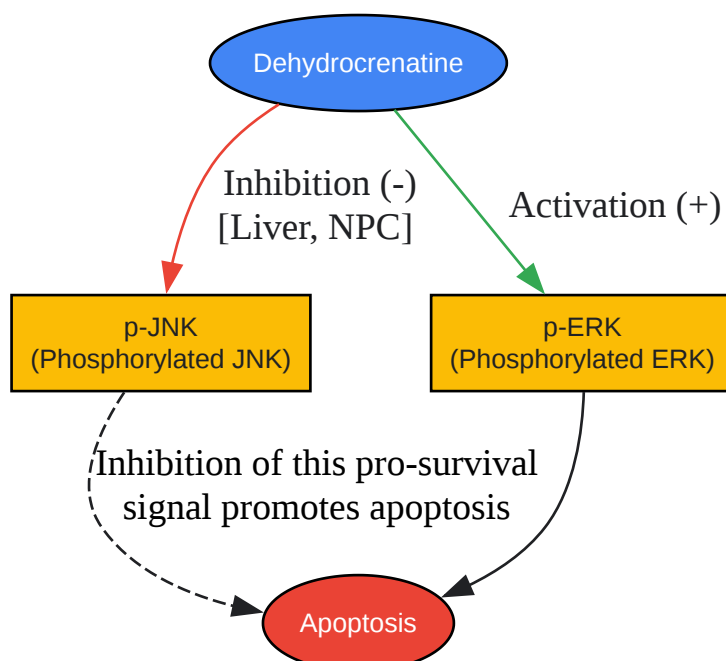 Dehydrocrenatine
Inhibition (-)
[Liver, NPC]
Activation (+)
p-JNK
(Phosphorylated JNK)
p-ERK
(Phosphorylated ERK)
Inhibition of this pro-survival
signal promotes apoptosis
Apoptosis